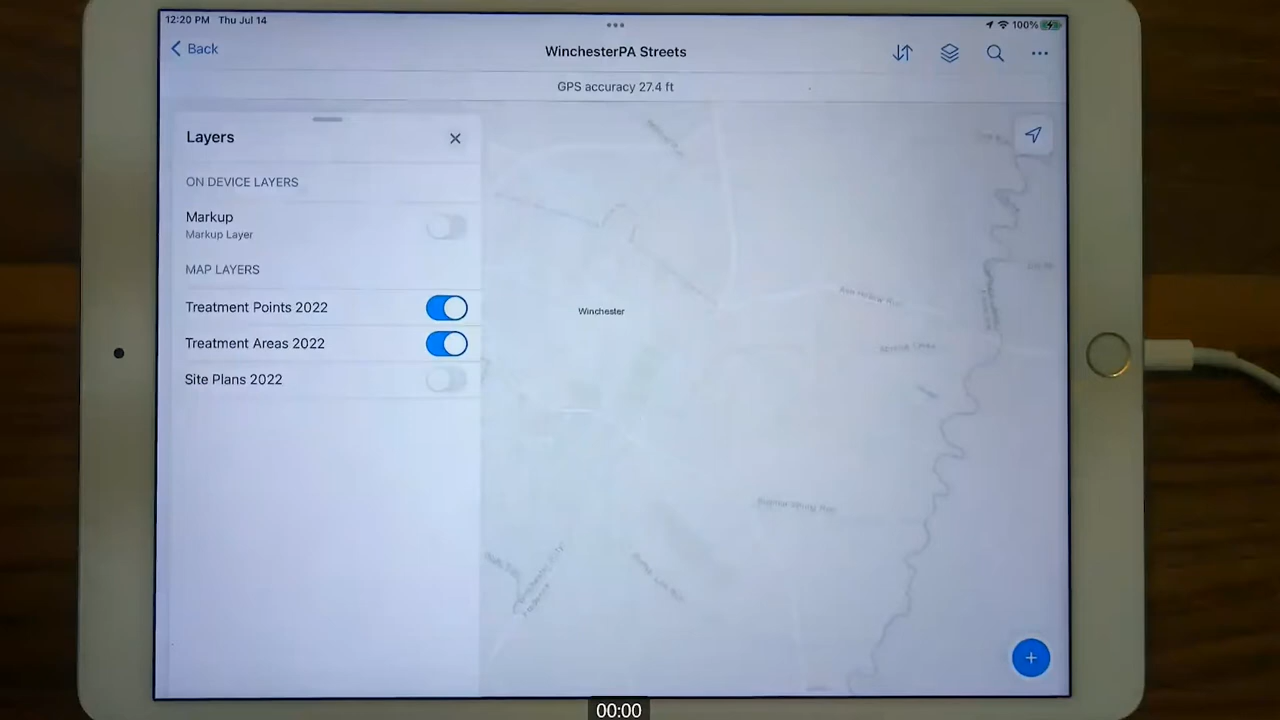 12:20 PM Thu Jul 14
100%
Back
WinchesterPA Streets
GPS accuracy 27.4 ft
Layers
ON DEVICE LAYERS
Markup
Markup Layer
MAP LAYERS
Treatment Points 2022
Treatment Areas 2022
Site Plans 2022
Winchester
00:00